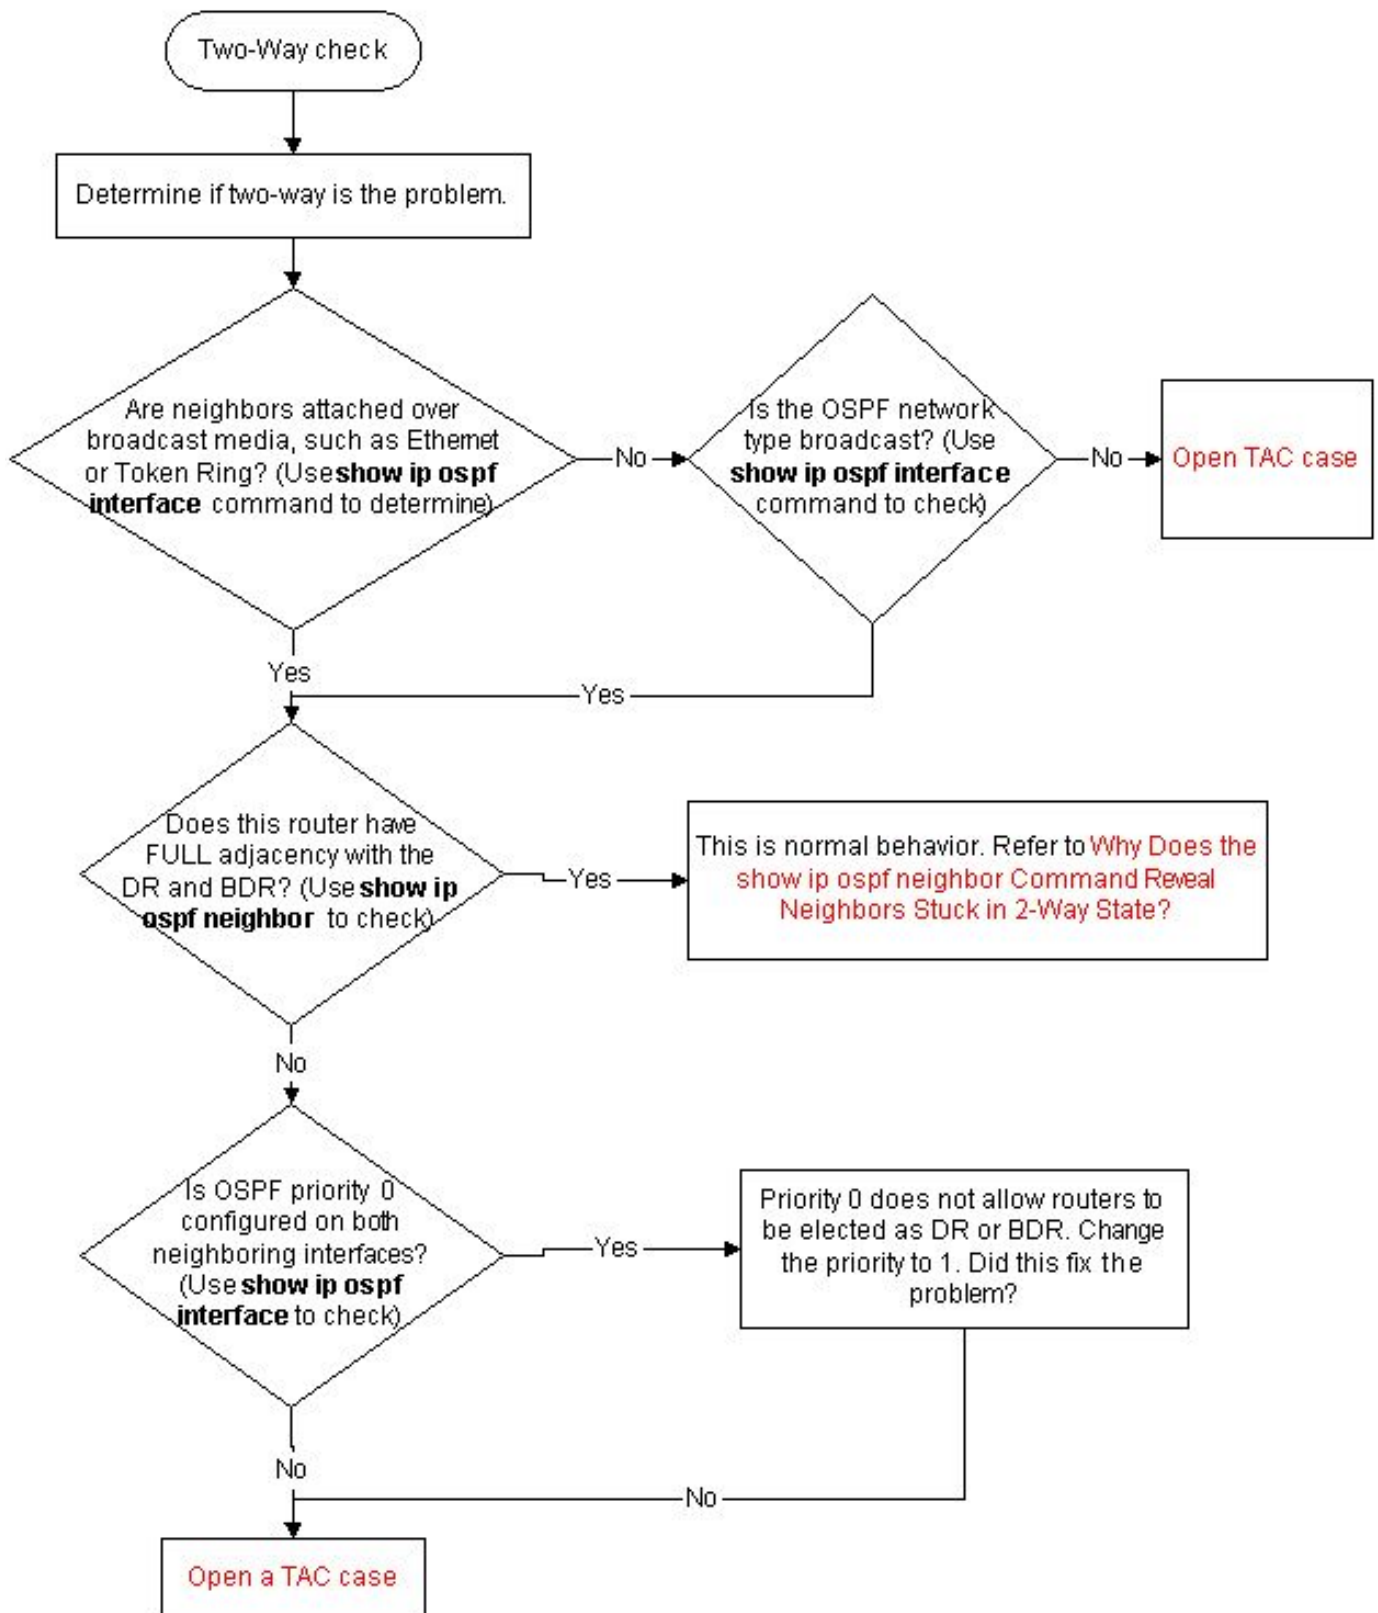 Two-Way check
Determine if two-way is the problem.
Are neighbors attached over
broadcast media, such as Ethernet
or Token Ring? (Use show ip ospf
interface command to determine)
No
Is the OSPF network
type broadcast? (Use
show ip ospf interface
command to check)
No
Open TAC case
Yes
Yes
Does this router have
FULL adjacency with the
DR and BDR? (Use show ip
ospf neighbor to check)
Yes
This is normal behavior. Refer to Why Does the
show ip ospf neighbor Command Reveal
Neighbors Stuck in 2-Way State?
No
Is OSPF priority 0
configured on both
neighboring interfaces?
(Use show ip ospf
interface to check)
Yes
Priority 0 does not allow routers to
be elected as DR or BDR. Change
the priority to 1. Did this fix the
problem?
No
No
Open a TAC case